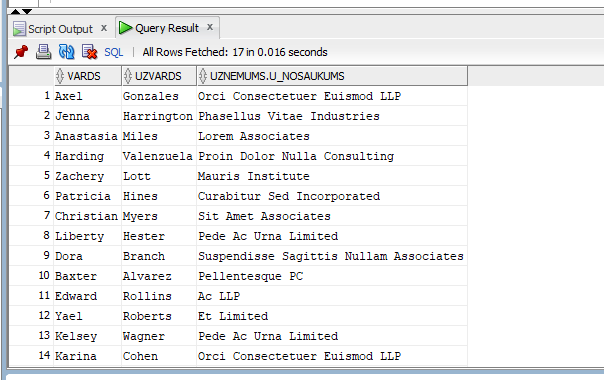 Script Output x Query Result x
SQL | All Rows Fetched: 17 in 0.016 seconds
VARDS UZVARDS UZNEMUMS.U_NOSAUKUMS
1 Axel Gonzales Orci Consectetuer Euismod LLP
2 Jenna Harrington Phasellus Vitae Industries
3 Anastasia Miles Lorem Associates
4 Harding Valenzuela Proin Dolor Nulla Consulting
5 Zachery Lott Mauris Institute
6 Patricia Hines Curabitur Sed Incorporated
7 Christian Myers Sit Amet Associates
8 Liberty Hester Pede Ac Urna Limited
9 Dora Branch Suspendisse Sagittis Nullam Associates
10 Baxter Alvarez Pellentesque PC
11 Edward Rollins Ac LLP
12 Yael Roberts Et Limited
13 Kelsey Wagner Pede Ac Urna Limited
14 Karina Cohen Orci Consectetuer Euismod LLP